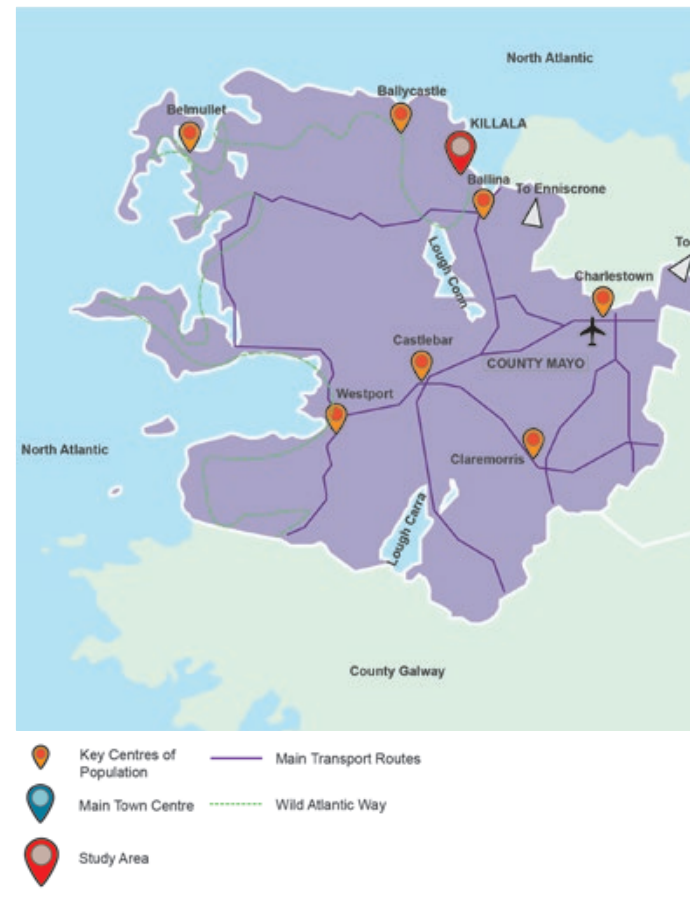 North Atlantic
Ballycastle
Belmullet
KILLALA
Ballina
To Enniscrone
To
Lough Conn
Charlestown
Castlebar
COUNTY MAYO
Westport
North Atlantic
Claremorris
Lough Carra
County Galway
Key Centres of
Population
Main Transport Routes
Main Town Centre
Wild Atlantic Way
Study Area